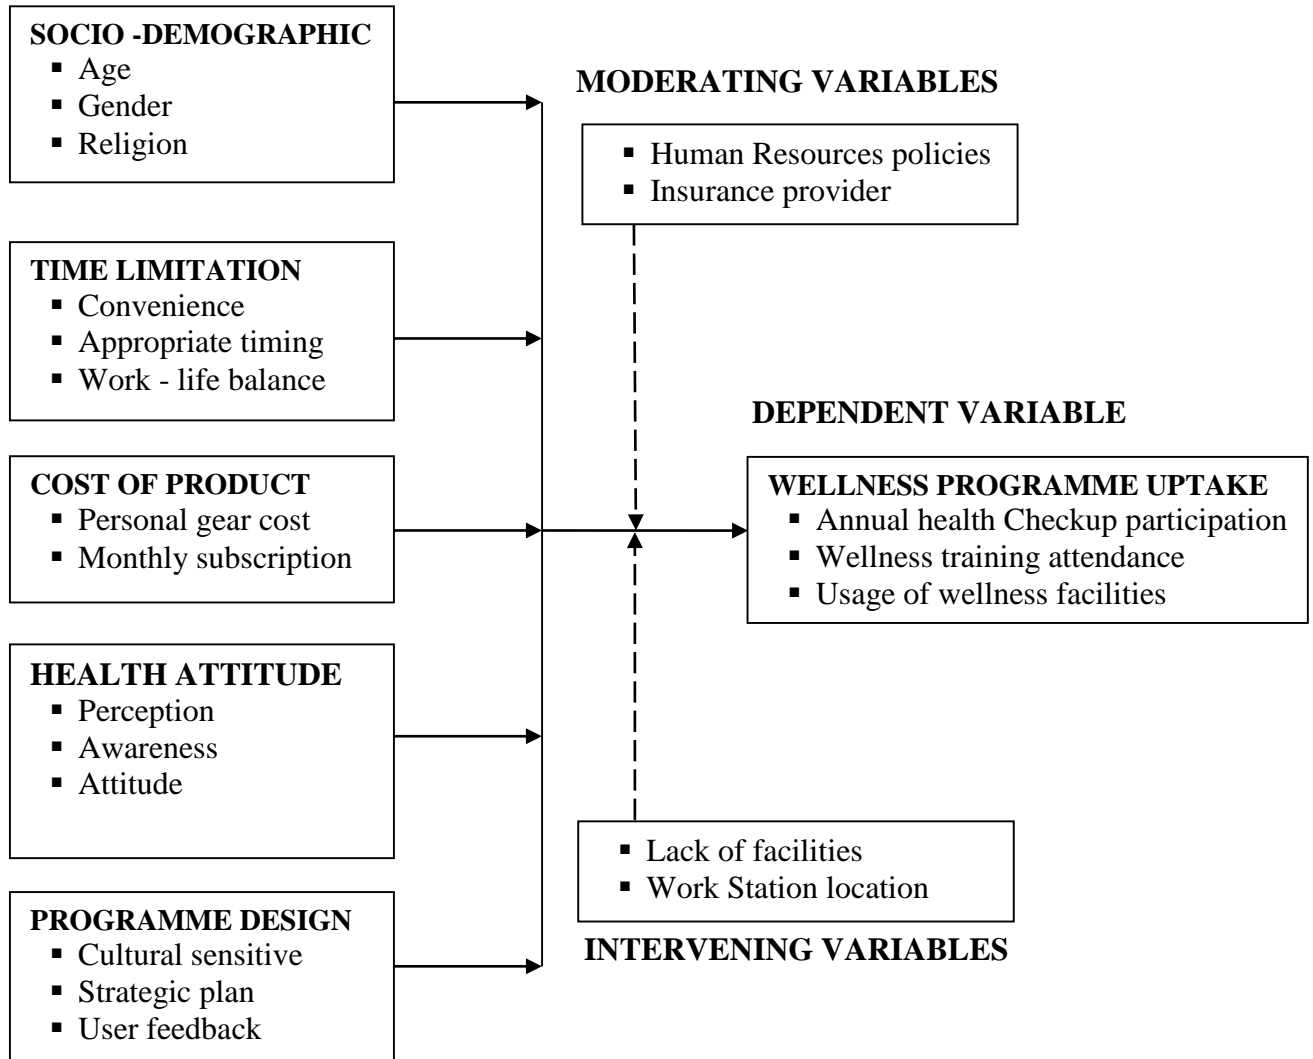 SOCIO -DEMOGRAPHIC
▪ Age
▪ Gender
▪ Religion
TIME LIMITATION
▪ Convenience
▪ Appropriate timing
▪ Work - life balance
COST OF PRODUCT
▪ Personal gear cost
▪ Monthly subscription
HEALTH ATTITUDE
▪ Perception
▪ Awareness
▪ Attitude
PROGRAMME DESIGN
▪ Cultural sensitive
▪ Strategic plan
▪ User feedback
MODERATING VARIABLES
▪ Human Resources policies
▪ Insurance provider
DEPENDENT VARIABLE
WELLNESS PROGRAMME UPTAKE
▪ Annual health Checkup participation
▪ Wellness training attendance
▪ Usage of wellness facilities
▪ Lack of facilities
▪ Work Station location
INTERVENING VARIABLES